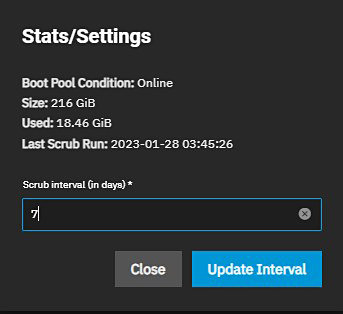 Stats/Settings
Boot Pool Condition: Online
Size: 216 GiB
Used: 18.46 GiB
Last Scrub Run: 2023-01-28 03:45:26
Scrub interval (in days) *
7
Close Update Interval